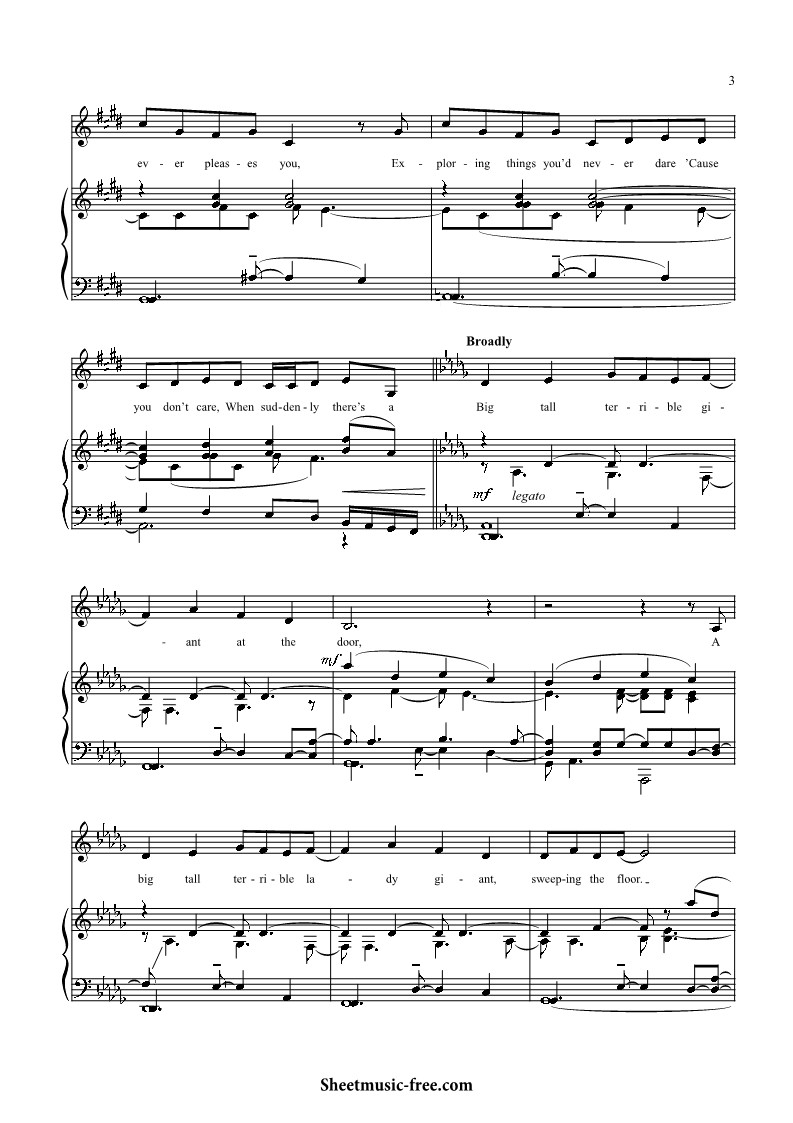 3
ev - er pleas - es you, Ex - plor - ing things you'd nev - er dare 'Cause
Broadly
you don't care, When sud-den-ly there's a Big tall ter - ri - ble gi -
mf legato
- ant at the door, A
mf
big tall ter - ri - ble la - dy gi - ant, sweep-ing the floor._
Sheetmusic-free.com